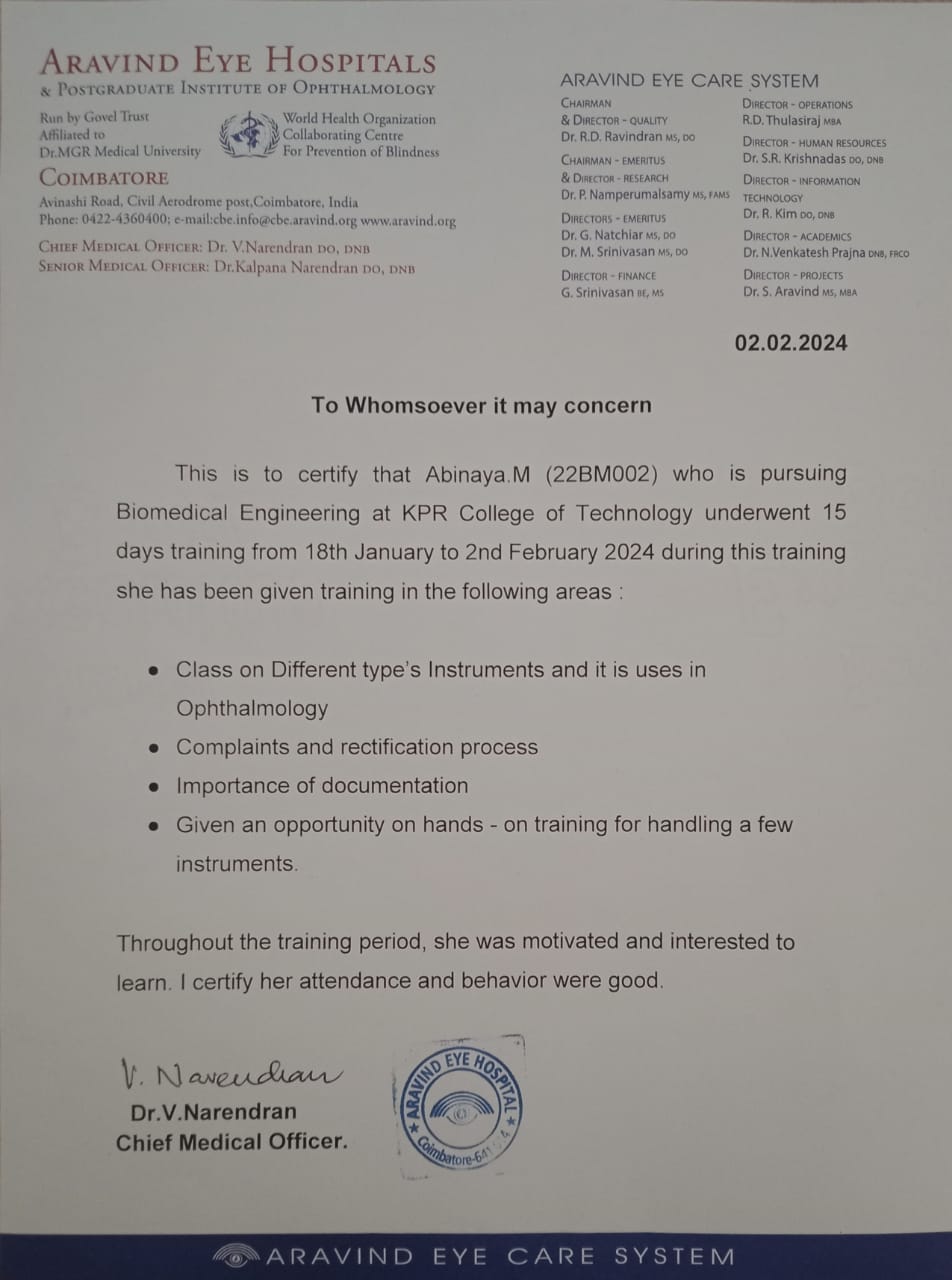 ARAVIND EYE HOSPITALS
& POSTGRADUATE INSTITUTE OF OPHTHALMOLOGY
Run by Govel Trust
Affiliated to
Dr.MGR Medical University
World Health Organization
Collaborating Centre
For Prevention of Blindness
COIMBATORE
Avinashi Road, Civil Aerodrome post,Coimbatore, India
Phone: 0422-4360400; e-mail:cbe.info@cbe.aravind.org www.aravind.org
CHIEF MEDICAL OFFICER: Dr. V.Narendran DO, DNB
SENIOR MEDICAL OFFICER: Dr.Kalpana Narendran DO, DNB
ARAVIND EYE CARE SYSTEM
CHAIRMAN
& DIRECTOR - QUALITY
Dr. R.D. Ravindran MS, DO
CHAIRMAN - EMERITUS
& DIRECTOR - RESEARCH
Dr. P. Namperumalsamy MS, FAMS
DIRECTORS - EMERITUS
Dr. G. Natchiar MS, DO
Dr. M. Srinivasan MS, DO
DIRECTOR - FINANCE
G. Srinivasan BE, MS
DIRECTOR - OPERATIONS
R.D. Thulasiraj MBA
DIRECTOR - HUMAN RESOURCES
Dr. S.R. Krishnadas DO, DNB
DIRECTOR - INFORMATION
TECHNOLOGY
Dr. R. Kim DO, DNB
DIRECTOR - ACADEMICS
Dr. N.Venkatesh Prajna DNB, FRCO
DIRECTOR - PROJECTS
Dr. S. Aravind MS, MBA
02.02.2024
To Whomsoever it may concern
This is to certify that Abinaya.M (22BM002) who is pursuing
Biomedical Engineering at KPR College of Technology underwent 15
days training from 18th January to 2nd February 2024 during this training
she has been given training in the following areas :
• Class on Different type's Instruments and it is uses in
Ophthalmology
• Complaints and rectification process
• Importance of documentation
• Given an opportunity on hands - on training for handling a few
instruments.
Throughout the training period, she was motivated and interested to
learn. I certify her attendance and behavior were good.
V. Narendran
Dr.V.Narendran
Chief Medical Officer.
ARAVIND EYE HOSPITAL
Coimbatore-641
ARAVIND EYE CARE SYSTEM